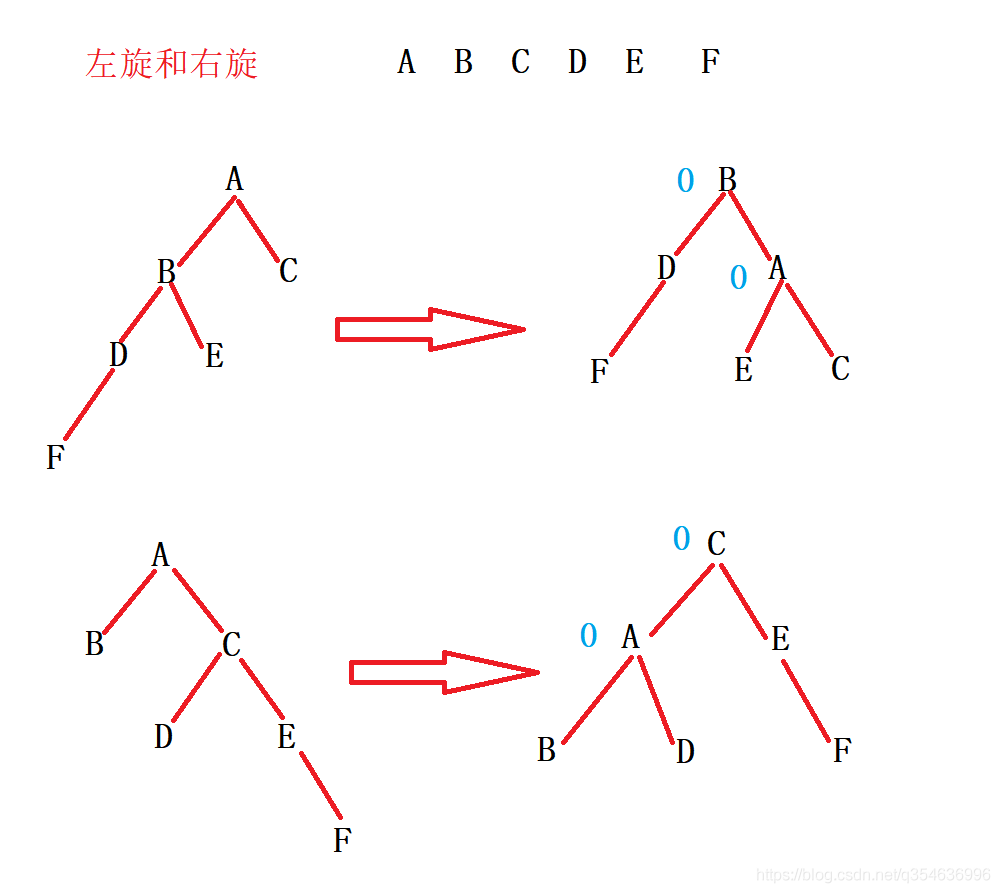 左旋和右旋 A B C D E F
A 0 B
B C D 0 A
D E F E C
F
A 0 C
B C 0 A E
D E B D F
F
https://blog.csdn.net/q354636996